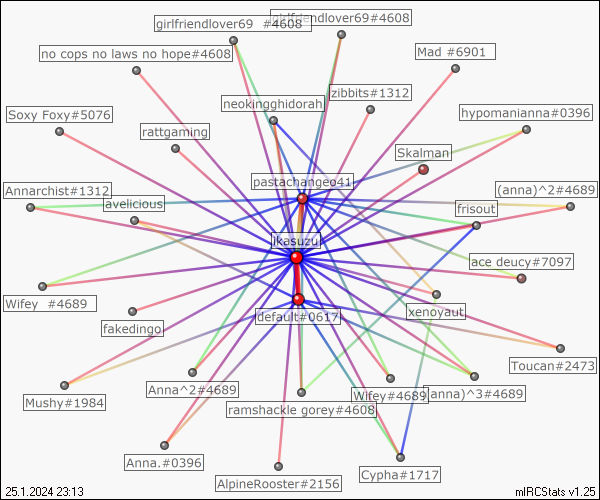 girlfriendlover69 #4608
girlfriendlover69#4608
no cops no laws no hope#4608
Mad #6901
zibbits#1312
neokingghidorah
Soxy Foxy#5076
hypomanianna#0396
rattgaming
Skalman
pastachangeo41
Annarchist#1312
(anna)^2#4689
avelicious
frisout
ikasuzu
ace deucy#7097
Wifey #4689
xenoyaut
default#0617
fakedingo
Toucan#2473
Anna^2#4689
Wifey#4689
(anna)^3#4689
Mushy#1984
ramshackle gorey#4608
Anna.#0396
Cypha#1717
AlpineRooster#2156
25.1.2024 23:13
mIRCStats v1.25